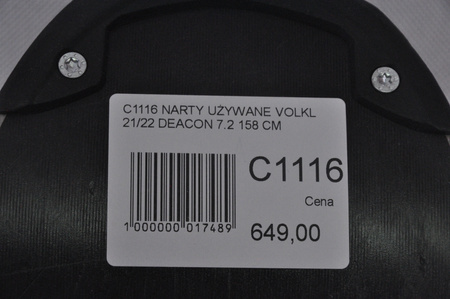 C1116 NARTY UŻYWANE VOLKL
21/22 DEACON 7.2 158 CM
C1116
Cena
1 000000 017489
649,00